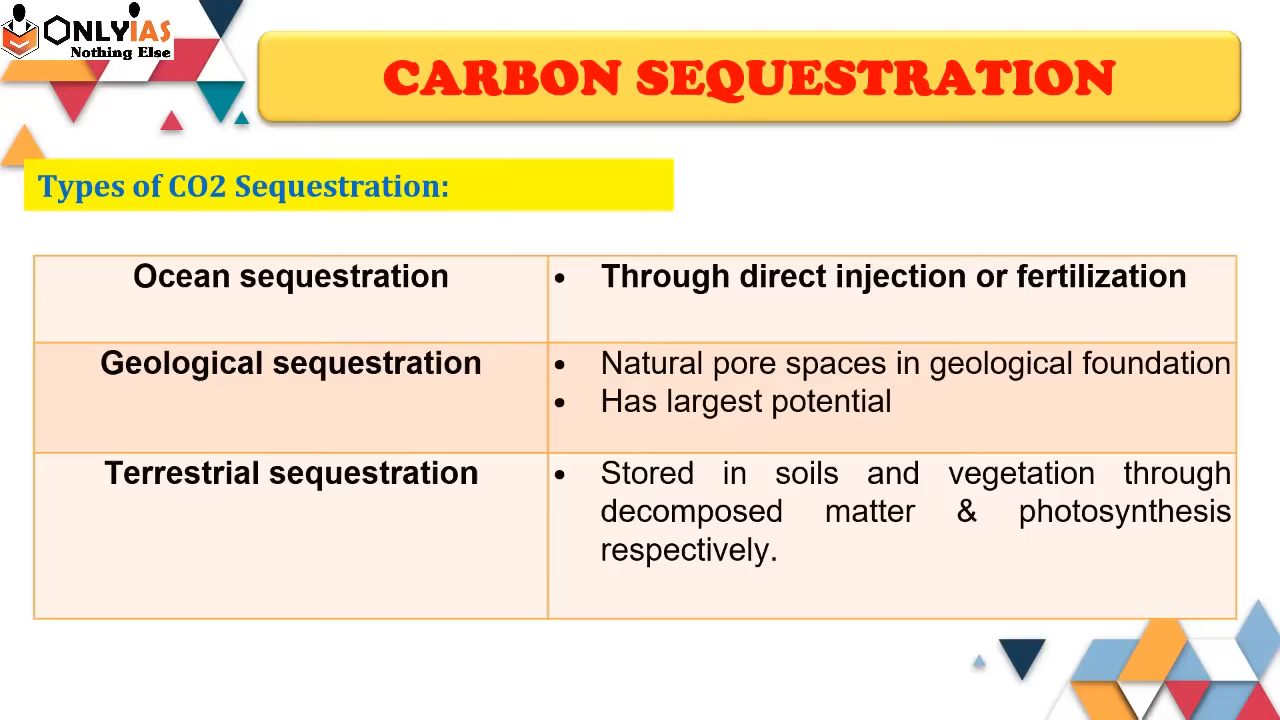 ONLYIAS
Nothing Else
CARBON SEQUESTRATION
Types of CO2 Sequestration:
Ocean sequestration
• Through direct injection or fertilization
Geological sequestration
• Natural pore spaces in geological foundation
• Has largest potential
Terrestrial sequestration
• Stored in soils and vegetation through
decomposed matter & photosynthesis
respectively.